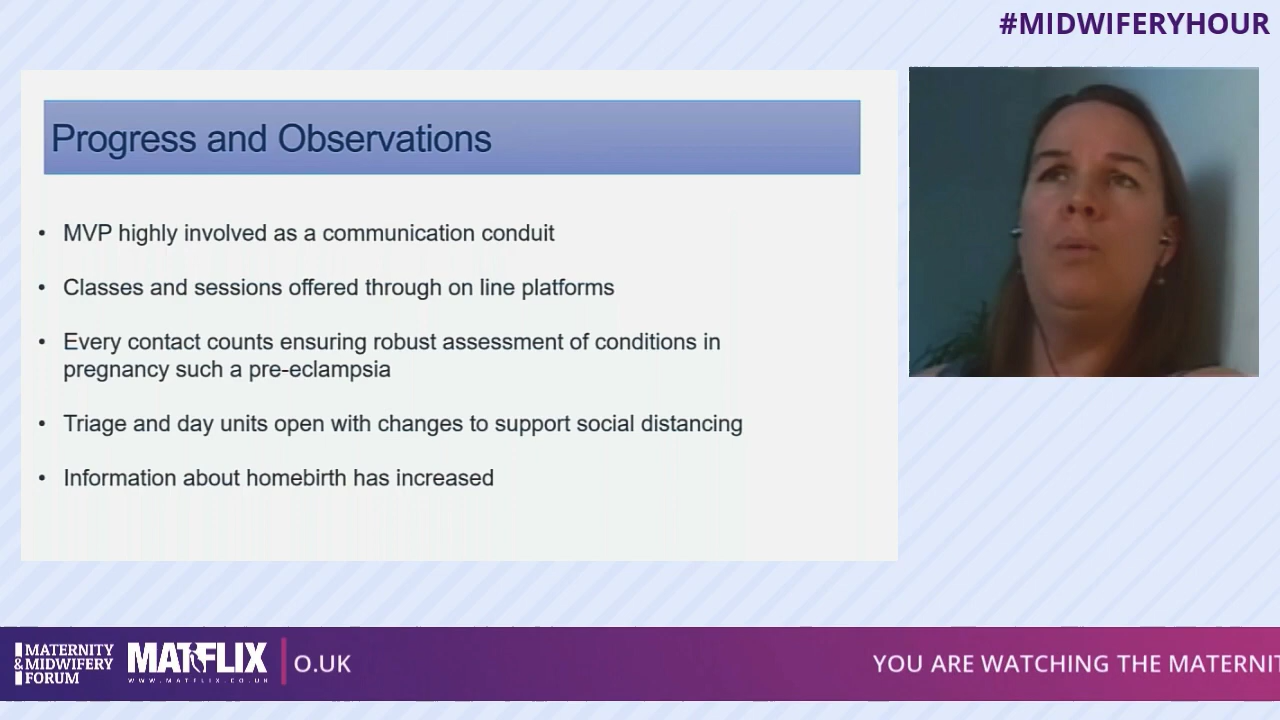 #MIDWIFERYHOUR
Progress and Observations
• MVP highly involved as a communication conduit
• Classes and sessions offered through on line platforms
• Every contact counts ensuring robust assessment of conditions in
pregnancy such a pre-eclampsia
• Triage and day units open with changes to support social distancing
• Information about homebirth has increased
MATERNITY
& MIDWIFERY
FORUM
MATFLIX
WWW.MATFLIX.CO.UK
O.UK
YOU ARE WATCHING THE MATERNIT